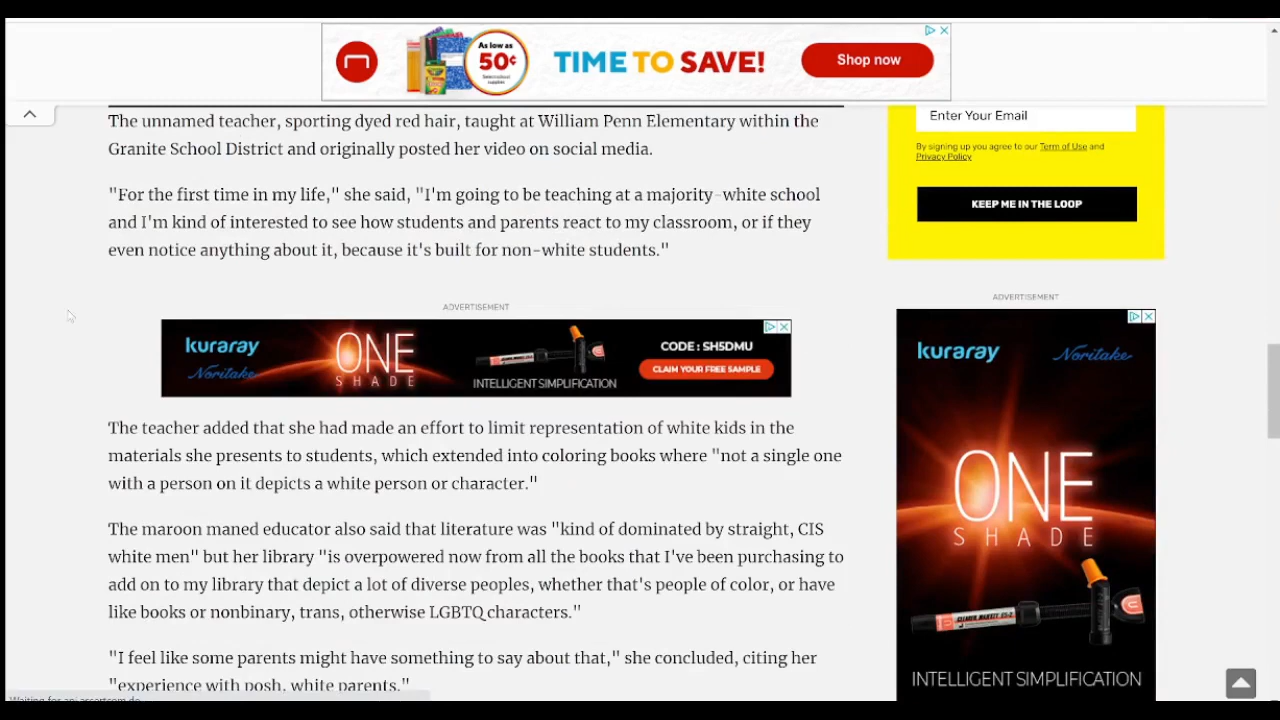 As low as
50¢
TIME TO SAVE!
Shop now
The unnamed teacher, sporting dyed red hair, taught at William Penn Elementary within the
Granite School District and originally posted her video on social media.
"For the first time in my life," she said, "I'm going to be teaching at a majority-white school
and I'm kind of interested to see how students and parents react to my classroom, or if they
even notice anything about it, because it's built for non-white students."
ADVERTISEMENT
kuraray
Noritake
ONE
SHADE
INTELLIGENT SIMPLIFICATION
CODE : SH5DMU
CLAIM YOUR FREE SAMPLE
The teacher added that she had made an effort to limit representation of white kids in the
materials she presents to students, which extended into coloring books where "not a single one
with a person on it depicts a white person or character."
The maroon maned educator also said that literature was "kind of dominated by straight, CIS
white men" but her library "is overpowered now from all the books that I've been purchasing to
add on to my library that depict a lot of diverse peoples, whether that's people of color, or have
like books or nonbinary, trans, otherwise LGBTQ characters."
"I feel like some parents might have something to say about that," she concluded, citing her
"experience with posh, white parents."
Enter Your Email
By signing up you agree to our Term of Use and
Privacy Policy
KEEP ME IN THE LOOP
ADVERTISEMENT
kuraray Noritake
ONE
SHADE
INTELLIGENT SIMPLIFICATION